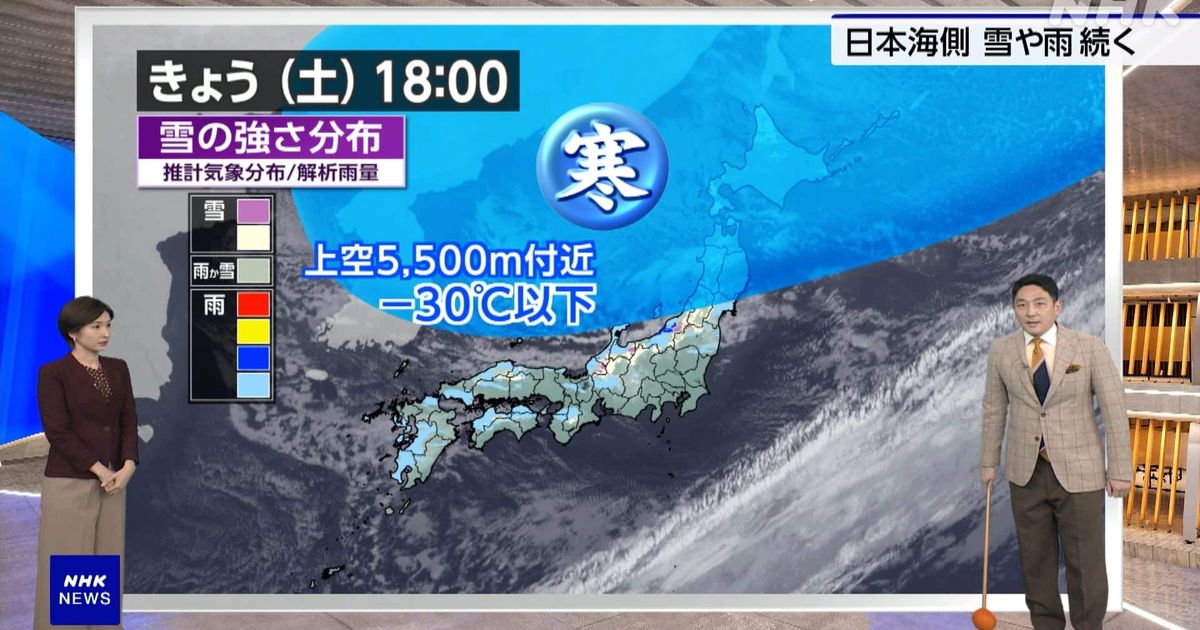 NHK
日本海側 雪や雨 続く
きょう(土)18:00
雪の強さ分布
推計気象分布/解析雨量
雪
雨か雪
雨
寒
上空5,500m付近
−30℃以下
NHK
NEWS